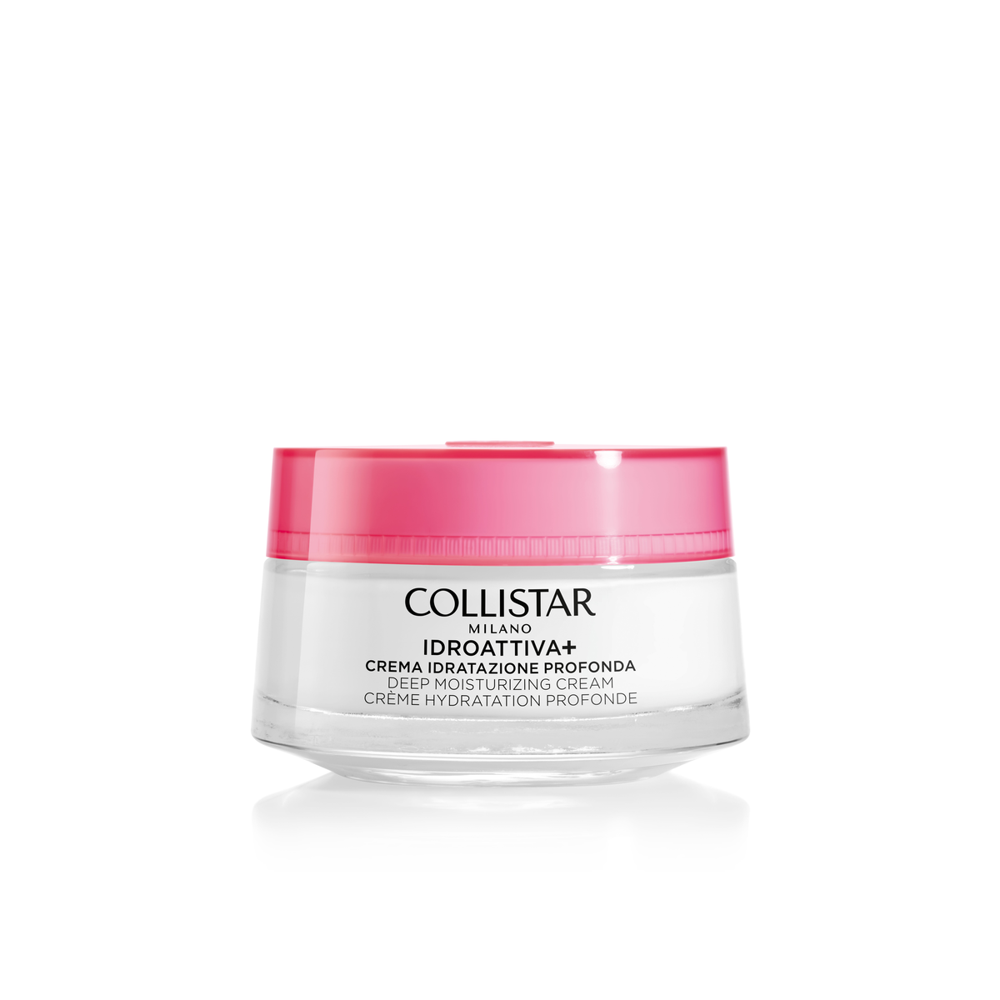 COLLISTAR
MILANO
IDROATTIVA+
CREMA IDRATAZIONE PROFONDA
DEEP MOISTURIZING CREAM
CRÈME HYDRATATION PROFONDE